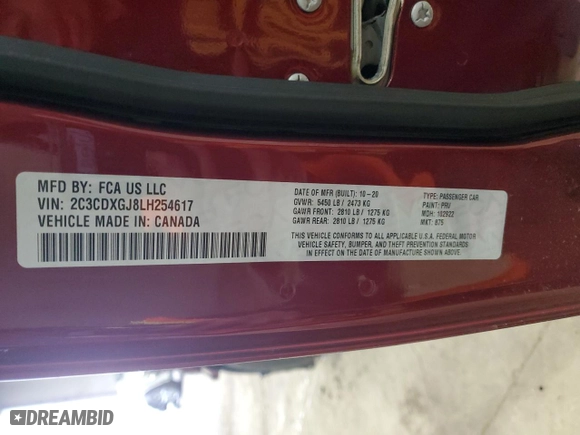 MFD BY: FCA US LLC
VIN: 2C3CDXGJ8LH254617
VEHICLE MADE IN: CANADA
DATE OF MFR (BUILT): 10-20
GVWR: 5450 LB / 2473 KG
GAWR FRONT: 2810 LB/ 1275 KG
GAWR REAR: 2810 LB/ 1275 KG
TYPE: PASSENGER CAR
PAINT: PRV
MDH: 102922
MKT: 875
THIS VEHICLE CONFORMS TO ALL APPLICABLE U.S.A. FEDERAL MOTOR
VEHICLE SAFETY, BUMPER, AND THEFT PREVENTION STANDARDS
IN EFFECT ON THE DATE OF MANUFACTURE SHOWN ABOVE.
DREAMBID